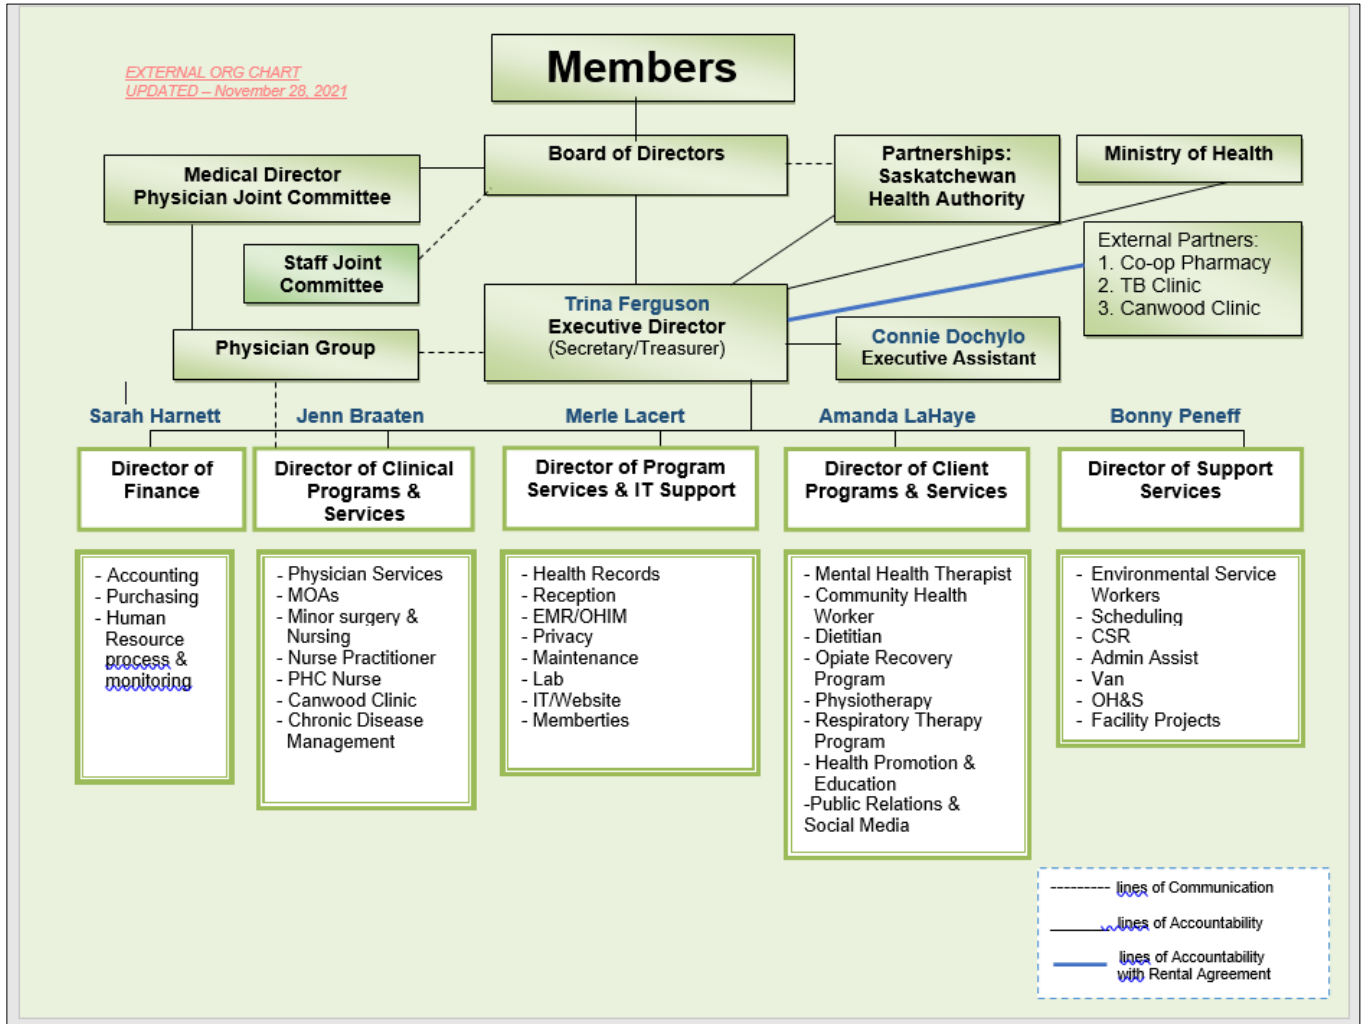 EXTERNAL ORG CHART
UPDATED – November 28, 2021
Members
Board of Directors
Medical Director
Physician Joint Committee
Partnerships:
Saskatchewan
Health Authority
Ministry of Health
Staff Joint
Committee
External Partners:
1. Co-op Pharmacy
2. TB Clinic
3. Canwood Clinic
Trina Ferguson
Executive Director
(Secretary/Treasurer)
Connie Dochylo
Executive Assistant
Physician Group
Sarah Harnett
Jenn Braaten
Merle Lacert
Amanda LaHaye
Bonny Peneff
Director of
Finance
Director of Clinical
Programs &
Services
Director of Program
Services & IT Support
Director of Client
Programs & Services
Director of Support
Services
- Accounting
- Purchasing
- Human
Resource
process &
monitoring
- Physician Services
- MOAs
- Minor surgery &
Nursing
- Nurse Practitioner
- PHC Nurse
- Canwood Clinic
- Chronic Disease
Management
- Health Records
- Reception
- EMR/OHIM
- Privacy
- Maintenance
- Lab
- IT/Website
- Memberties
- Mental Health Therapist
- Community Health
Worker
- Dietitian
- Opiate Recovery
Program
- Physiotherapy
- Respiratory Therapy
Program
- Health Promotion &
Education
-Public Relations &
Social Media
- Environmental Service
Workers
- Scheduling
- CSR
- Admin Assist
- Van
- OH&S
- Facility Projects
lines of Communication
lines of Accountability
lines of Accountability
with Rental Agreement